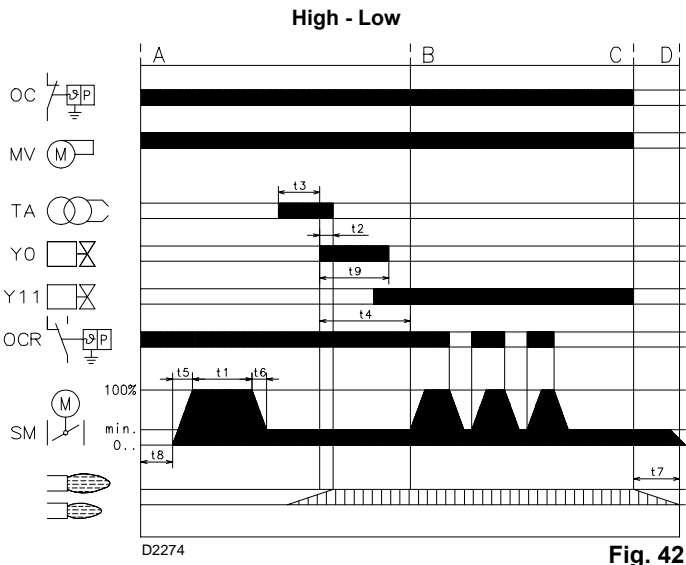 High - Low
A B C D
OC ϑ P
MV M
t3
TA
t2
Y0
t9
Y11
t4
OCR ϑ P
t5 t1 t6
100%
M
SM min.
0..
t8
t7
D2274
Fig. 42